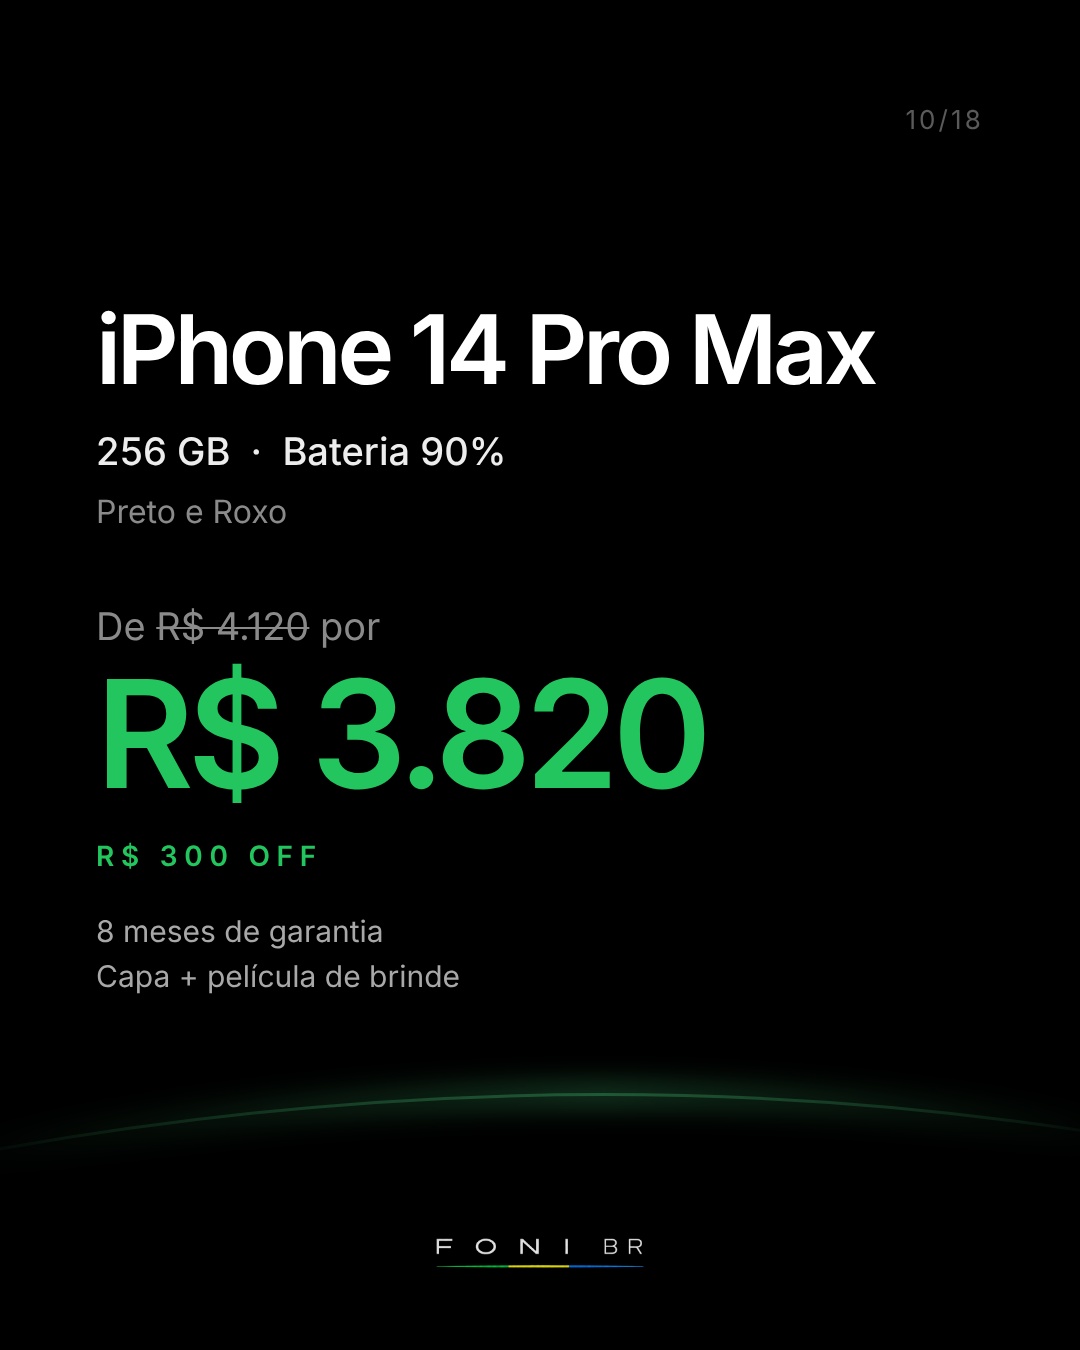 10/18
iPhone 14 Pro Max
256 GB · Bateria 90%
Preto e Roxo
De R$ 4.120 por
R$ 3.820
R$ 300 OFF
8 meses de garantia
Capa + película de brinde
FONI BR